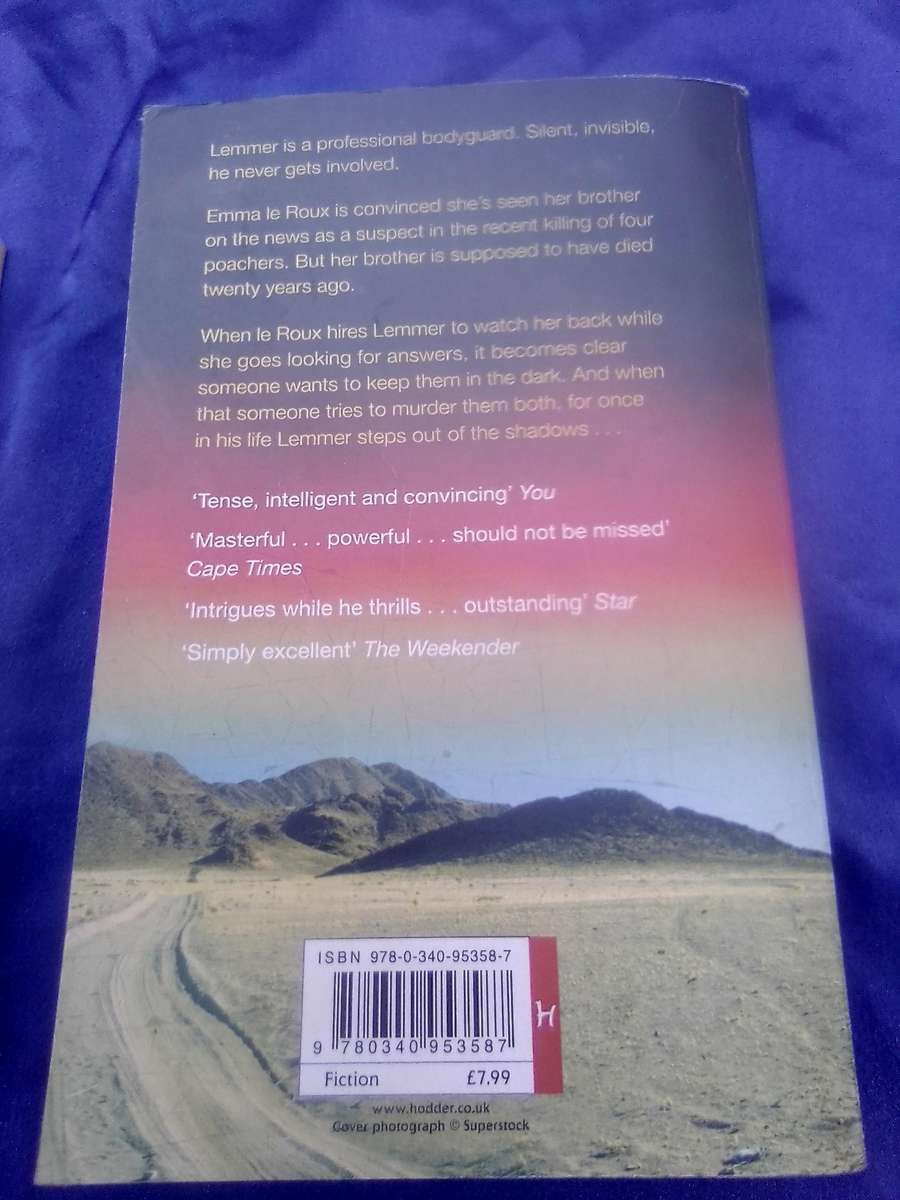 Lemmer is a professional bodyguard. Silent, invisible,
he never gets involved.
Emma le Roux is convinced she's seen her brother
on the news as a suspect in the recent killing of four
poachers. But her brother is supposed to have died
twenty years ago.
When le Roux hires Lemmer to watch her back while
she goes looking for answers, it becomes clear
someone wants to keep them in the dark. And when
that someone tries to murder them both, for once
in his life Lemmer steps out of the shadows . . .
‘Tense, intelligent and convincing’ You
‘Masterful . . . powerful . . . should not be missed’
Cape Times
‘Intrigues while he thrills . . . outstanding’ Star
‘Simply excellent’ The Weekender
ISBN 978-0-340-95358-7
9 780340 953587
H
Fiction £7.99
www.hodder.co.uk
Cover photograph © Superstock